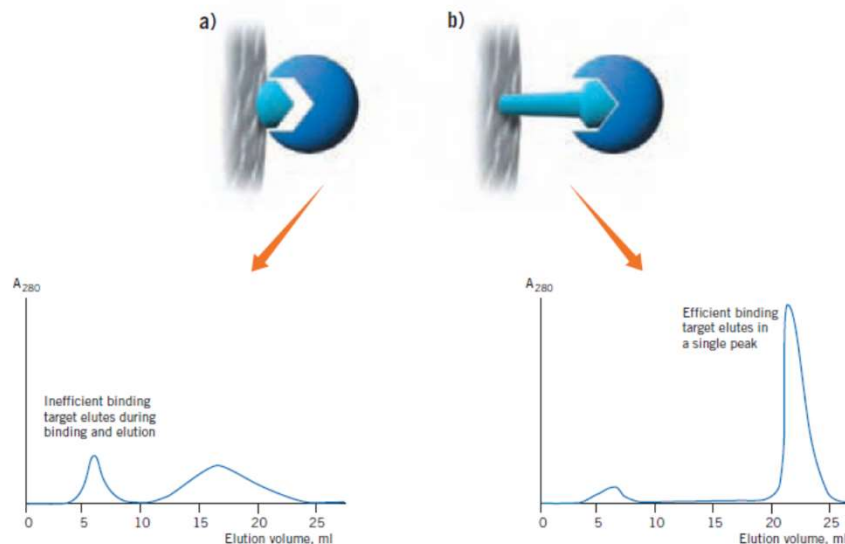 a)
b)
A280
Inefficient binding
target elutes during
binding and elution
0 5 10 15 20 25
Elution volume, ml
A280
Efficient binding
target elutes in
a single peak
0 5 10 15 20 25
Elution volume, ml